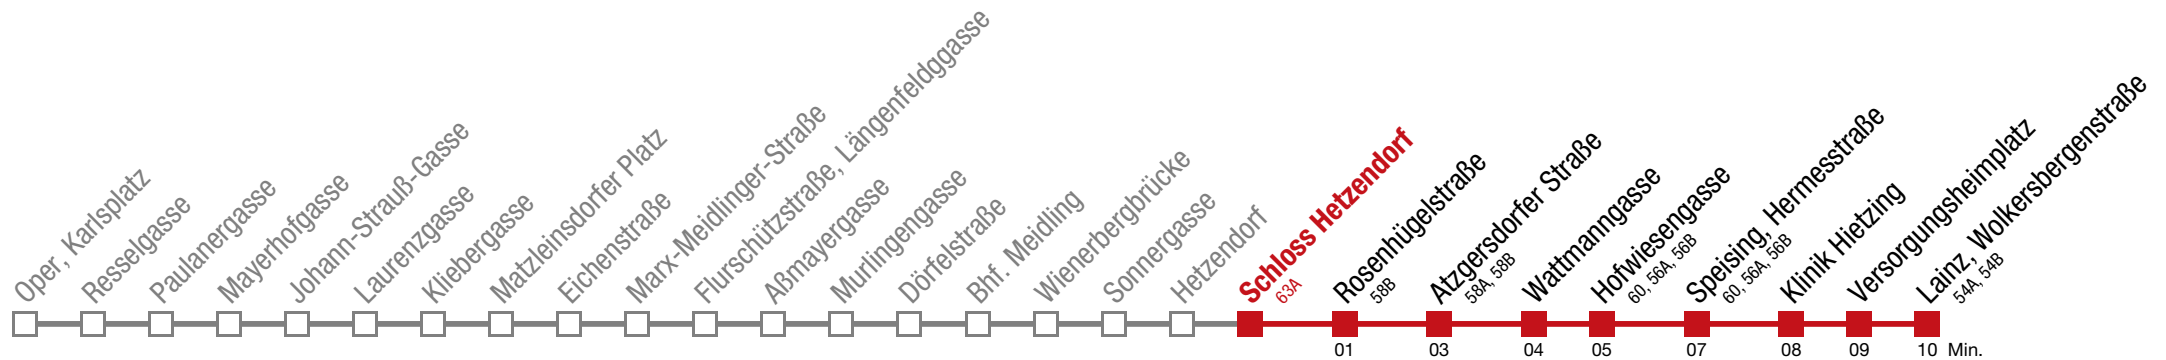 Oper, Karlsplatz
Resselgasse
Paulanergasse
Mayerhofgasse
Johann-Strauß-Gasse
Laurenzgasse
Kliebergasse
Matzleinsdorfer Platz
Eichenstraße
Marx-Meidlinger-Straße
Flurschützstraße, Längenfeldggasse
Aßmayergasse
Murlingengasse
Dörfelstraße
Bhf. Meidling
Wienerbergbrücke
Sonnergasse
Hetzendorf
Schloss Hetzendorf
63A
Rosenhügelstraße
58B
Atzgersdorfer Straße
58A, 58B
Wattmanngasse
Hofwiesengasse
60, 56A, 56B
Speising, Hermesstraße
60, 56A, 56B
Klinik Hietzing
Versorgungsheimplatz
Lainz, Wolkersbergenstraße
54A, 54B
01 03 04 05 07 08 09 10 Min.